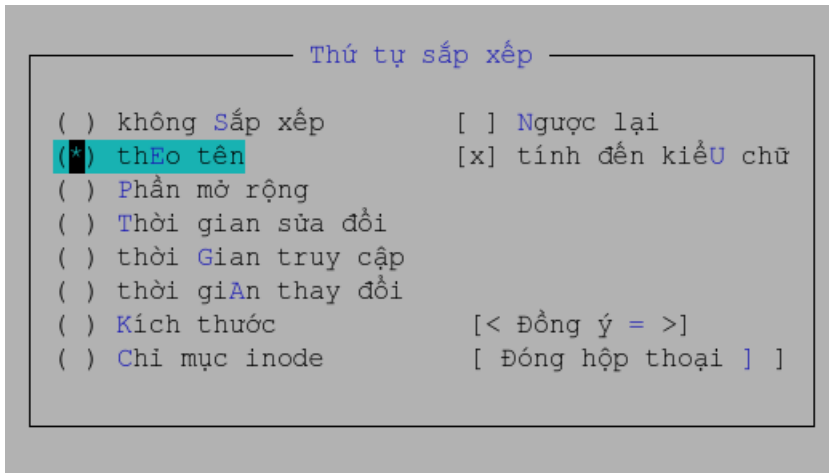 Thứ tự sắp xếp
( ) không Sắp xếp [ ] Ngược lại
(*) thEo tên [x] tính đến kiểU chữ
( ) Phần mở rộng
( ) Thời gian sửa đổi
( ) thời Gian truy cập
( ) thời giAn thay đổi
( ) Kích thước [< Đồng ý = >]
( ) Chỉ mục inode [ Đóng hộp thoại ] ]